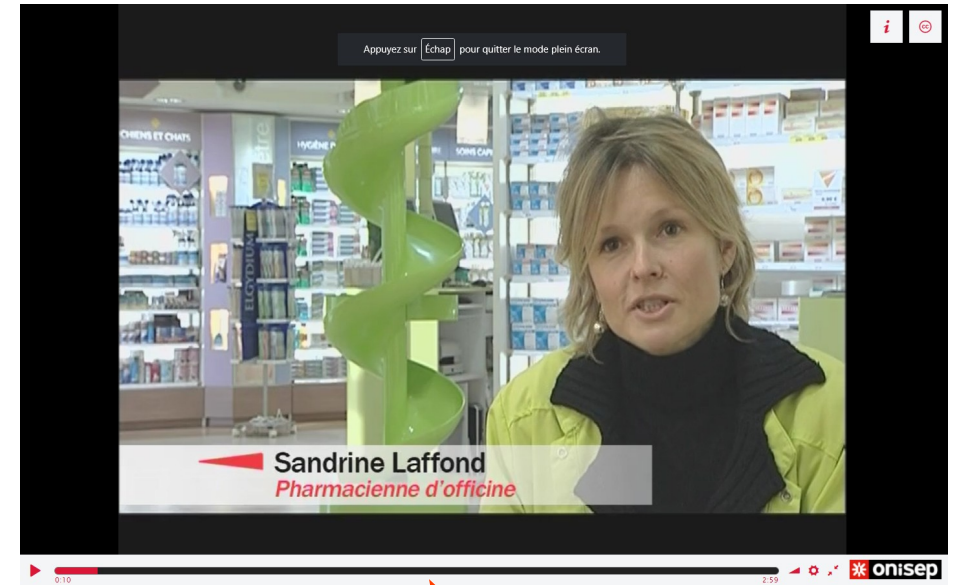 Appuyez sur Échap pour quitter le mode plein écran.
i
cc
CHIENS ET CHATS
HYGIÈNE
SOINS CAP
ELGYDIUM
Sandrine Laffond
Pharmacienne d'officine
0:10
2:59
onisep